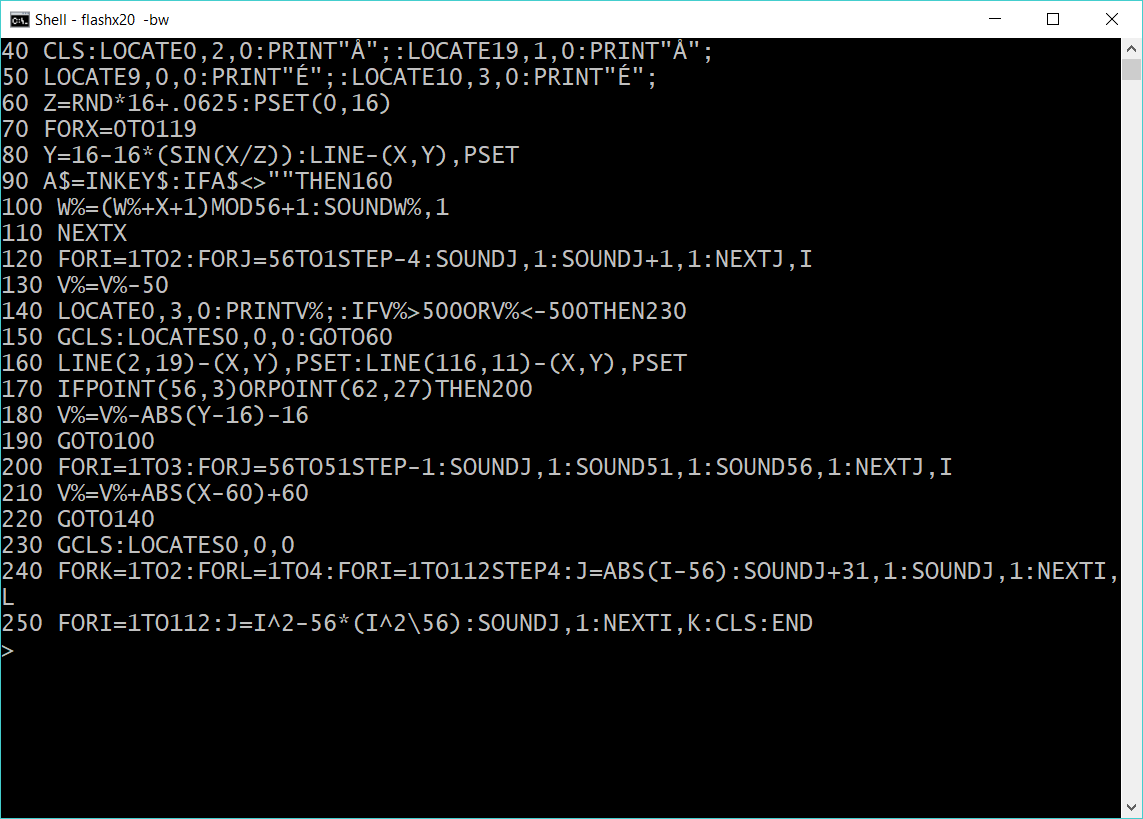 Shell - flashx20  -bw
40 CLS:LOCATE0,2,0:PRINT"Å";:LOCATE19,1,0:PRINT"Å";
50 LOCATE9,0,0:PRINT"É";:LOCATE10,3,0:PRINT"É";
60 Z=RND*16+.0625:PSET(0,16)
70 FORX=0TO119
80 Y=16-16*(SIN(X/Z)):LINE-(X,Y),PSET
90 A$=INKEY$:IFA$<>""THEN160
100 W%=(W%+X+1)MOD56+1:SOUNDW%,1
110 NEXTX
120 FORI=1TO2:FORJ=56TO1STEP-4:SOUNDJ,1:SOUNDJ+1,1:NEXTJ,I
130 V%=V%-50
140 LOCATE0,3,0:PRINTV%;:IFV%>500ORV%<-500THEN230
150 GCLS:LOCATES0,0,0:GOTO60
160 LINE(2,19)-(X,Y),PSET:LINE(116,11)-(X,Y),PSET
170 IFPOINT(56,3)ORPOINT(62,27)THEN200
180 V%=V%-ABS(Y-16)-16
190 GOTO100
200 FORI=1TO3:FORJ=56TO51STEP-1:SOUNDJ,1:SOUND51,1:SOUND56,1:NEXTJ,I
210 V%=V%+ABS(X-60)+60
220 GOTO140
230 GCLS:LOCATES0,0,0
240 FORK=1TO2:FORL=1TO4:FORI=1TO112STEP4:J=ABS(I-56):SOUNDJ+31,1:SOUNDJ,1:NEXTI,
L
250 FORI=1TO112:J=I^2-56*(I^2\56):SOUNDJ,1:NEXTI,K:CLS:END
>